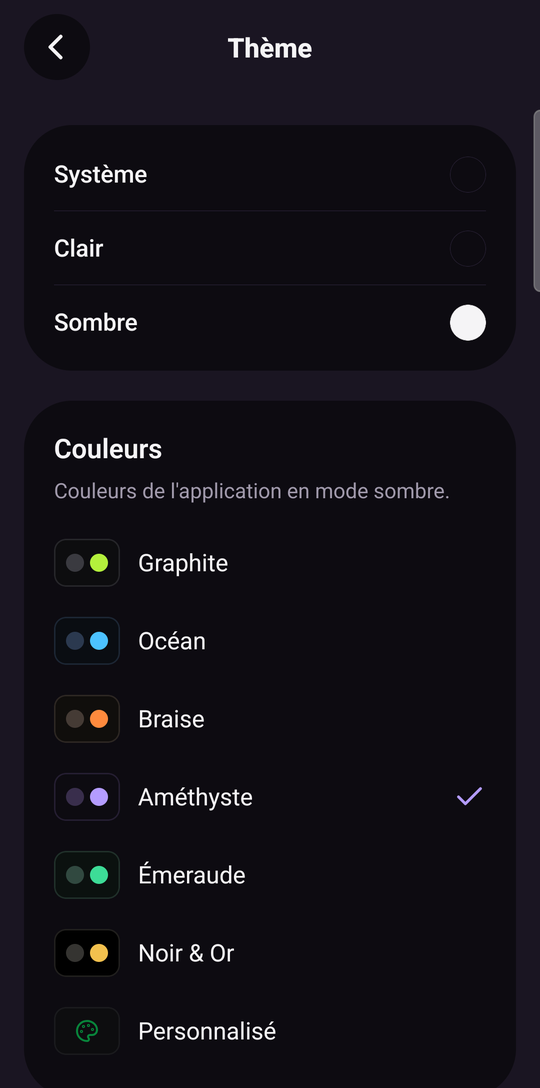 Thème
Système
Clair
Sombre
Couleurs
Couleurs de l'application en mode sombre.
Graphite
Océan
Braise
Améthyste
Émeraude
Noir & Or
Personnalisé